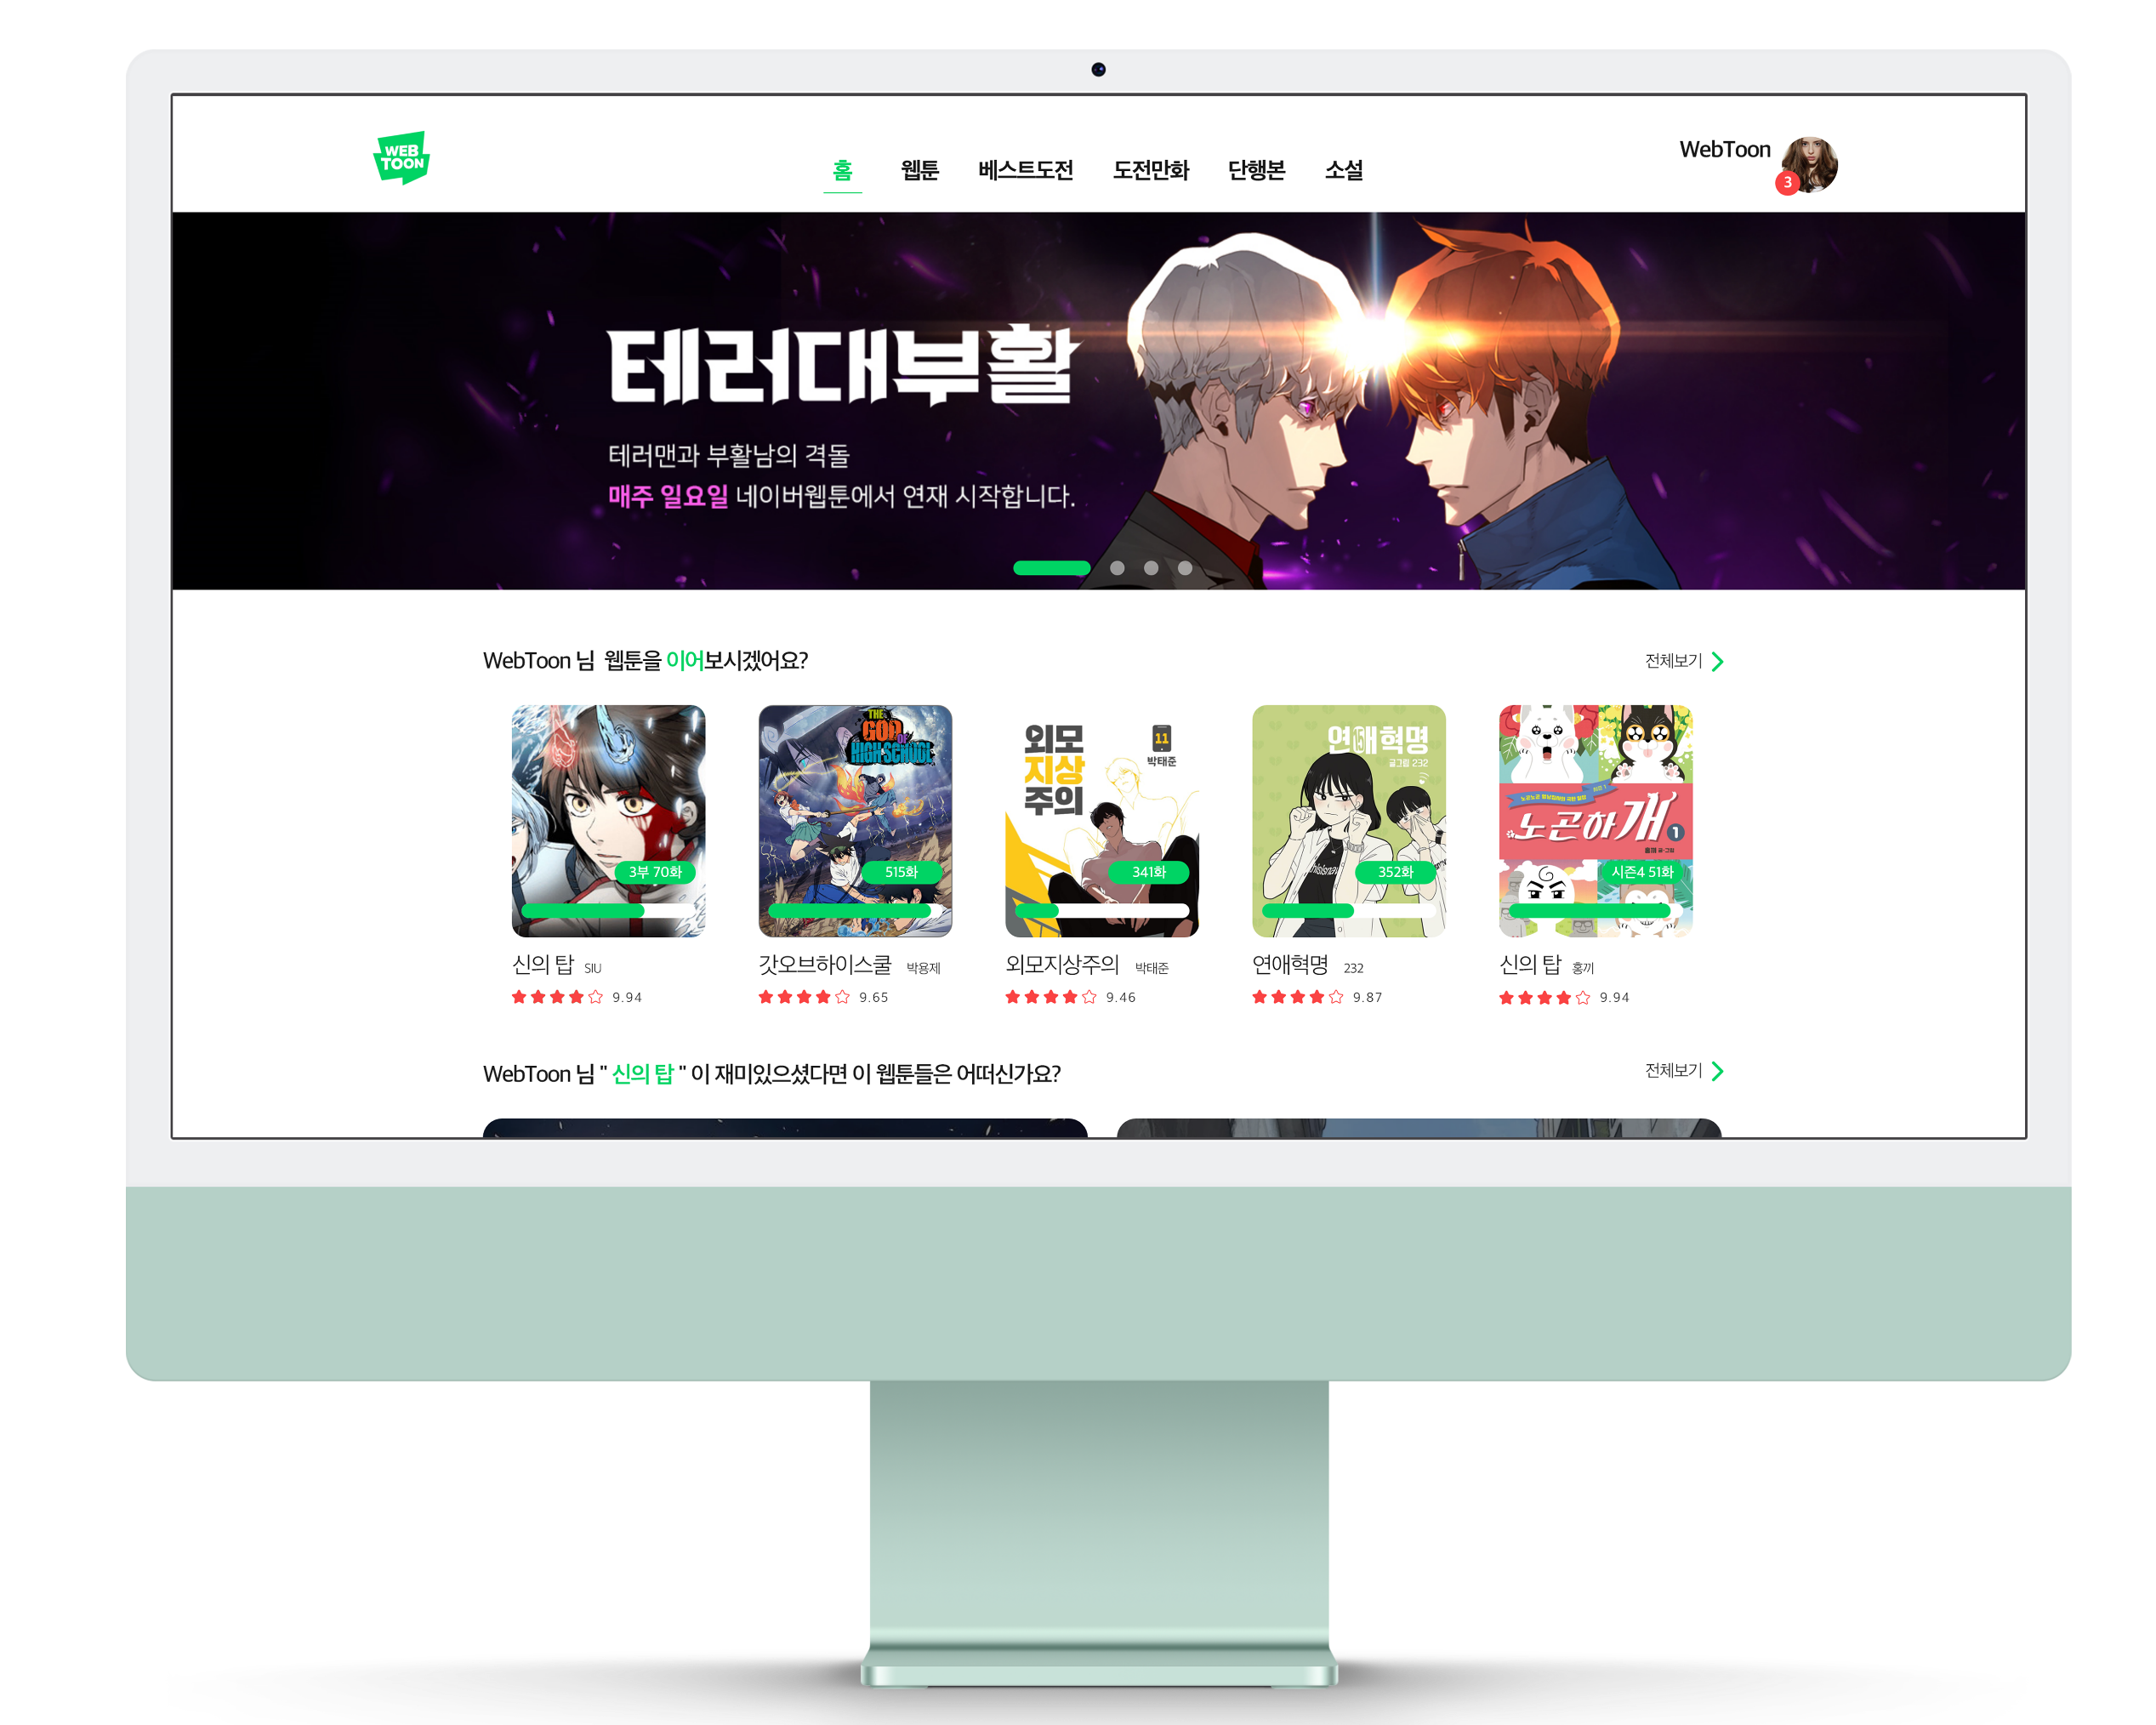 WEB
TOON
홈 웹툰 베스트도전 도전만화 단행본 소설
WebToon
3
테러대부활
테러맨과 부활남의 격돌
매주 일요일 네이버웹툰에서 연재 시작합니다.
WebToon 님 웹툰을 이어보시겠어요?
전체보기
3부 70화
신의 탑 SIU
9.94
THE
GOD
OF
HIGH SCHOOL
515화
갓오브하이스쿨 박용제
9.65
외모
지상
주의
11
박태준
341화
외모지상주의 박태준
9.46
연애혁명
글그림 232
352화
연애혁명 232
9.87
노곤하개
1
시즌4 51화
신의 탑 홍끼
9.94
WebToon 님 " 신의 탑 " 이 재미있으셨다면 이 웹툰들은 어떠신가요?
전체보기